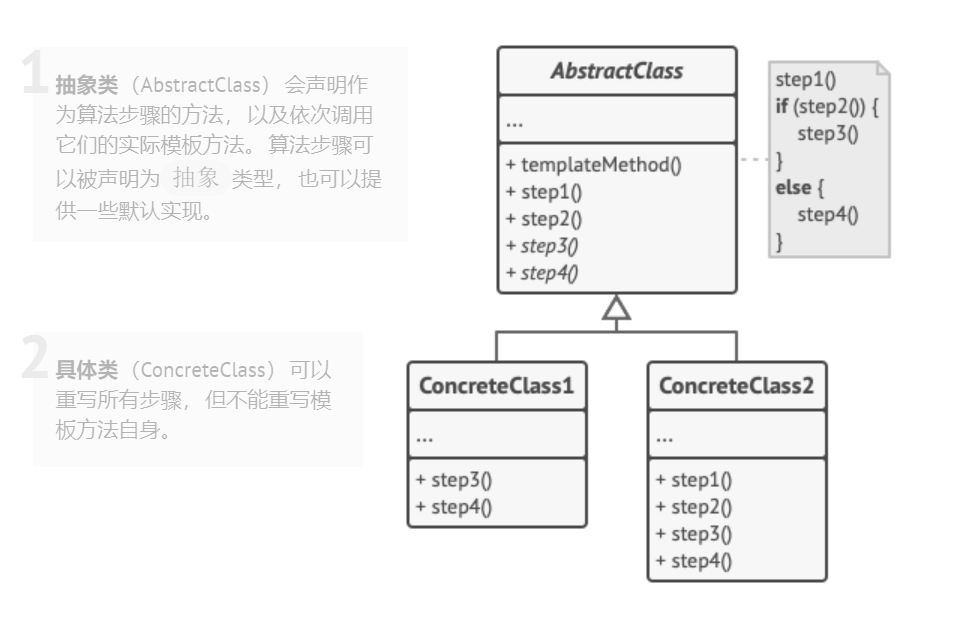 1
抽象类（AbstractClass）会声明作
为算法步骤的方法，以及依次调用
它们的实际模板方法。算法步骤可
以被声明为 抽象 类型，也可以提
供一些默认实现。
AbstractClass
...
+ templateMethod()
+ step1()
+ step2()
+ step3()
+ step4()
step1()
if (step2()) {
step3()
}
else {
step4()
}
2
具体类（ConcreteClass）可以
重写所有步骤，但不能重写模
板方法自身。
ConcreteClass1
...
+ step3()
+ step4()
ConcreteClass2
...
+ step1()
+ step2()
+ step3()
+ step4()